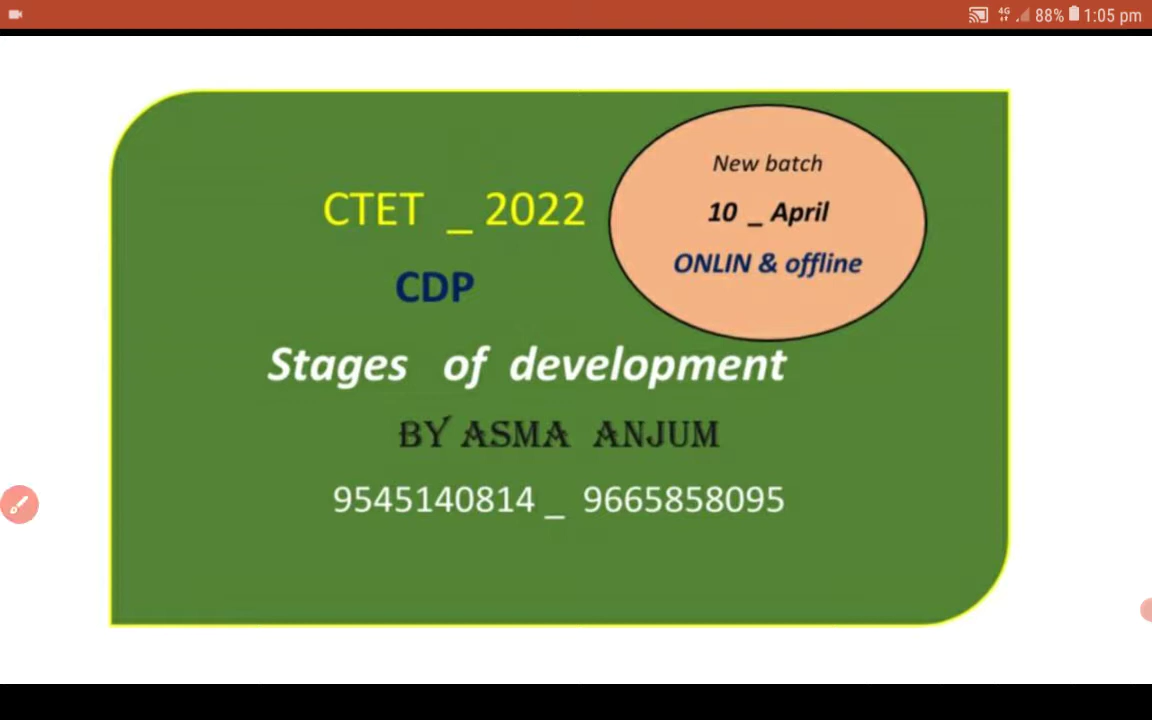 4G 88% 1:05 pm
New batch
CTET _ 2022
10 _ April
ONLIN & offline
CDP
Stages of development
BY ASMA ANJUM
9545140814 _ 9665858095